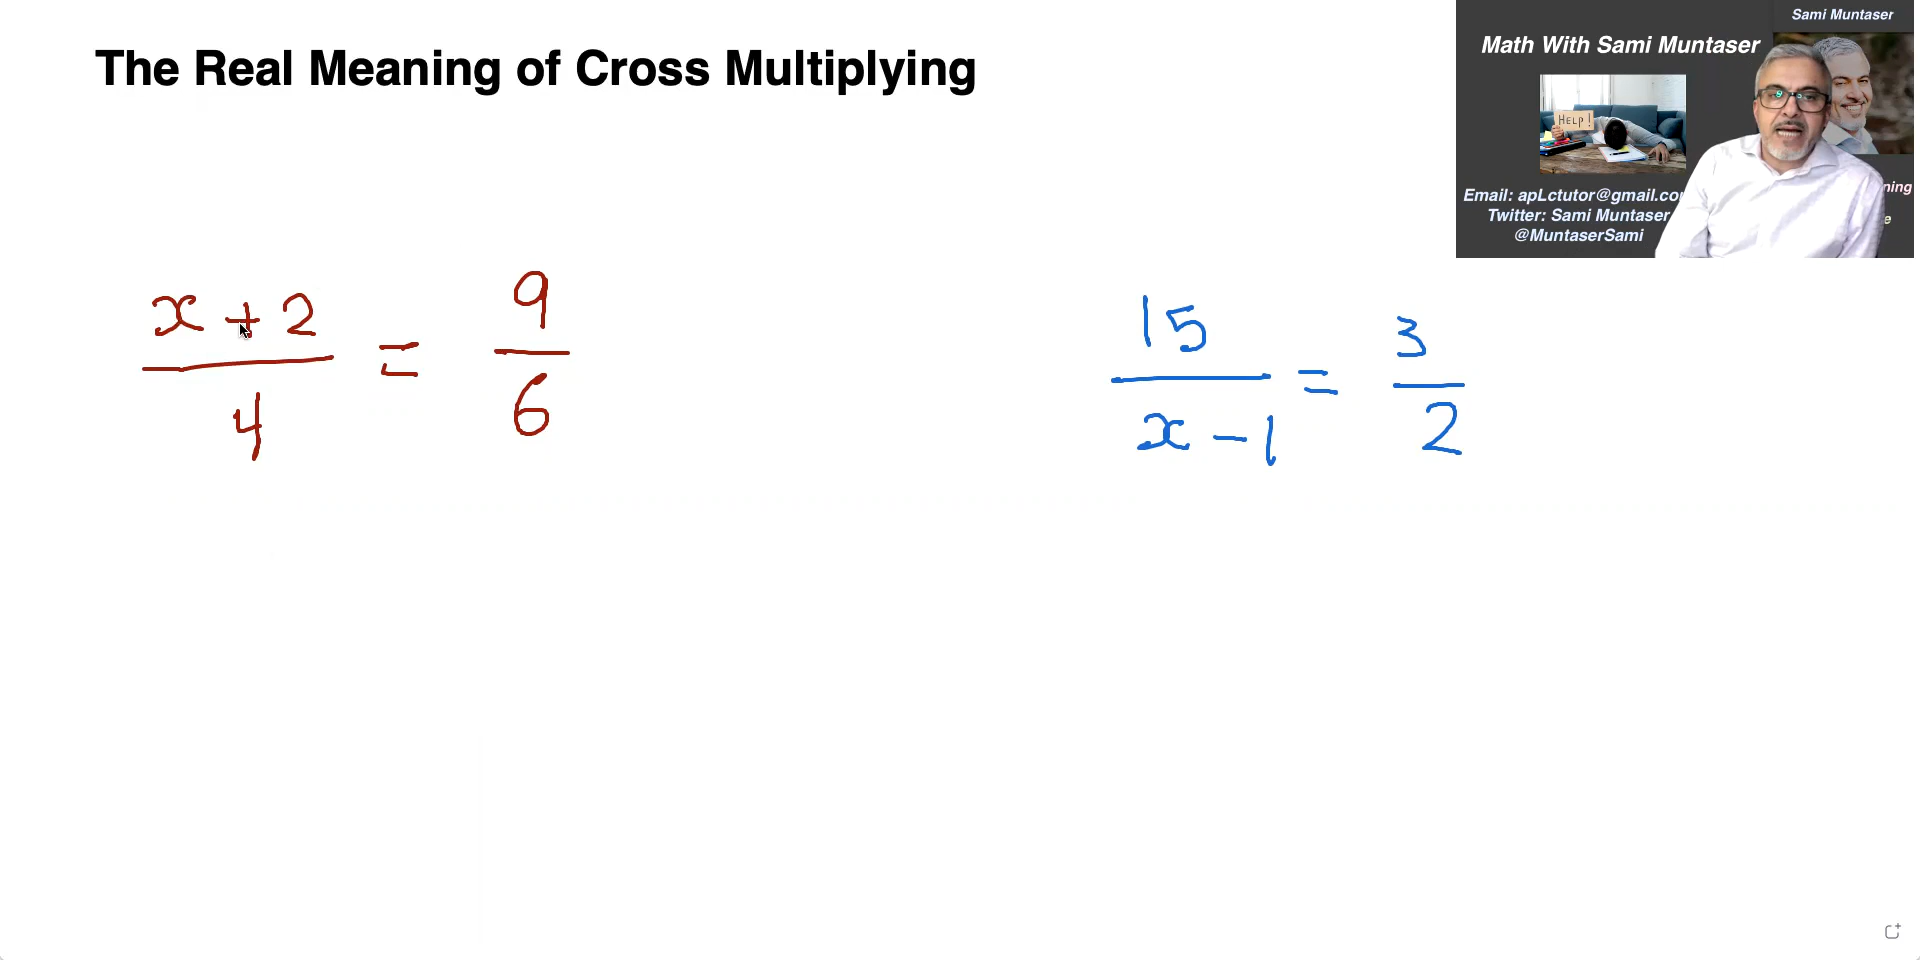 The Real Meaning of Cross Multiplying
Sami Muntaser
Math With Sami Muntaser
HELP!
Email: apLctutor@gmail.co
Twitter: Sami Muntaser
@MuntaserSami
x + 2
4
=
9
6
15
x - 1
=
3
2